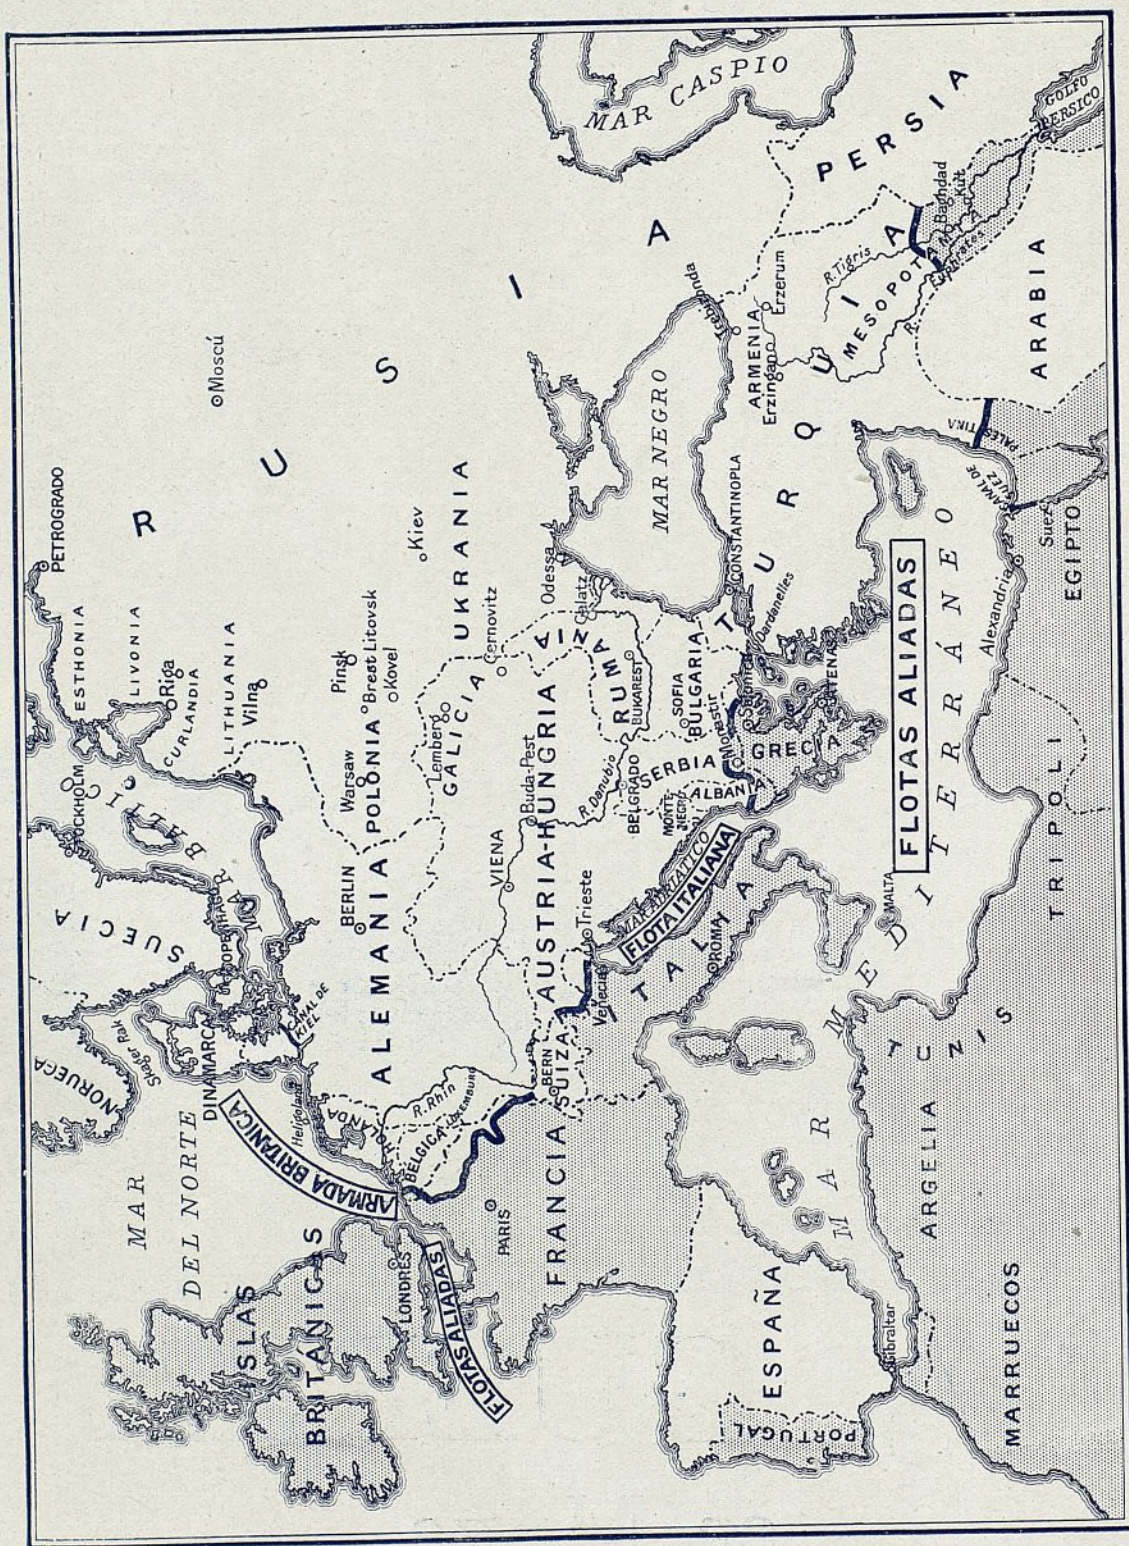 NORUECA
SUECIA
STOCKHOLM
MAR BALTICO
PETROGRADO
ESTHONIA
LIVONIA
Riga
CURLANDIA
LITHUANIA
Vilna
Moscú
RUSIA
MAR
DEL NORTE
Skager Rak
DINAMARCA
COPENHAGUE
CANAL DE
KIEL
Heligoland
ARMADA BRITANICA
ISLAS
BRITÁNICAS
LONDRES
FLOTAS ALIADAS
HOLANDA
BELGICA
LUXEMBURG
R. Rhin
BERLIN
ALEMANIA
Warsaw
POLONIA
Pinsk
Brest Litovsk
Kovel
Lemberg
GALICIA
Kiev
UKRANIA
Cernovitz
Odessa
Galatz
PARIS
FRANCIA
BERN
SUIZA
VIENA
Buda-Pest
AUSTRIA-HUNGRIA
R. Danubio
RUMANIA
BUKAREST
BELGRADO
SERBIA
MONTE
NEGRO
ALBANIA
SOFIA
BULGARIA
Monastir
Salonica
GRECIA
ATENAS
Trieste
Venecia
MAR ADRIATICO
FLOTA ITALIANA
ITALIA
ROMA
MAR NEGRO
CONSTANTINOPLA
Dardanelles
TURQUIA
Trebizonda
ARMENIA
Erzerum
Erzingan
MAR CASPIO
PERSIA
R. Tigris
MESOPOTAMIA
R. Euphrates
Baghdad
Kut
GOLFO
PERSICO
ARABIA
PALESTINA
CANAL DE
SUEZ
Suez
EGIPTO
Alexandria
FLOTAS ALIADAS
MAR MEDITERRÁNEO
MALTA
TRIPOLI
TUNIS
ARGELIA
MARRUECOS
Gibraltar
ESPAÑA
PORTUGAL